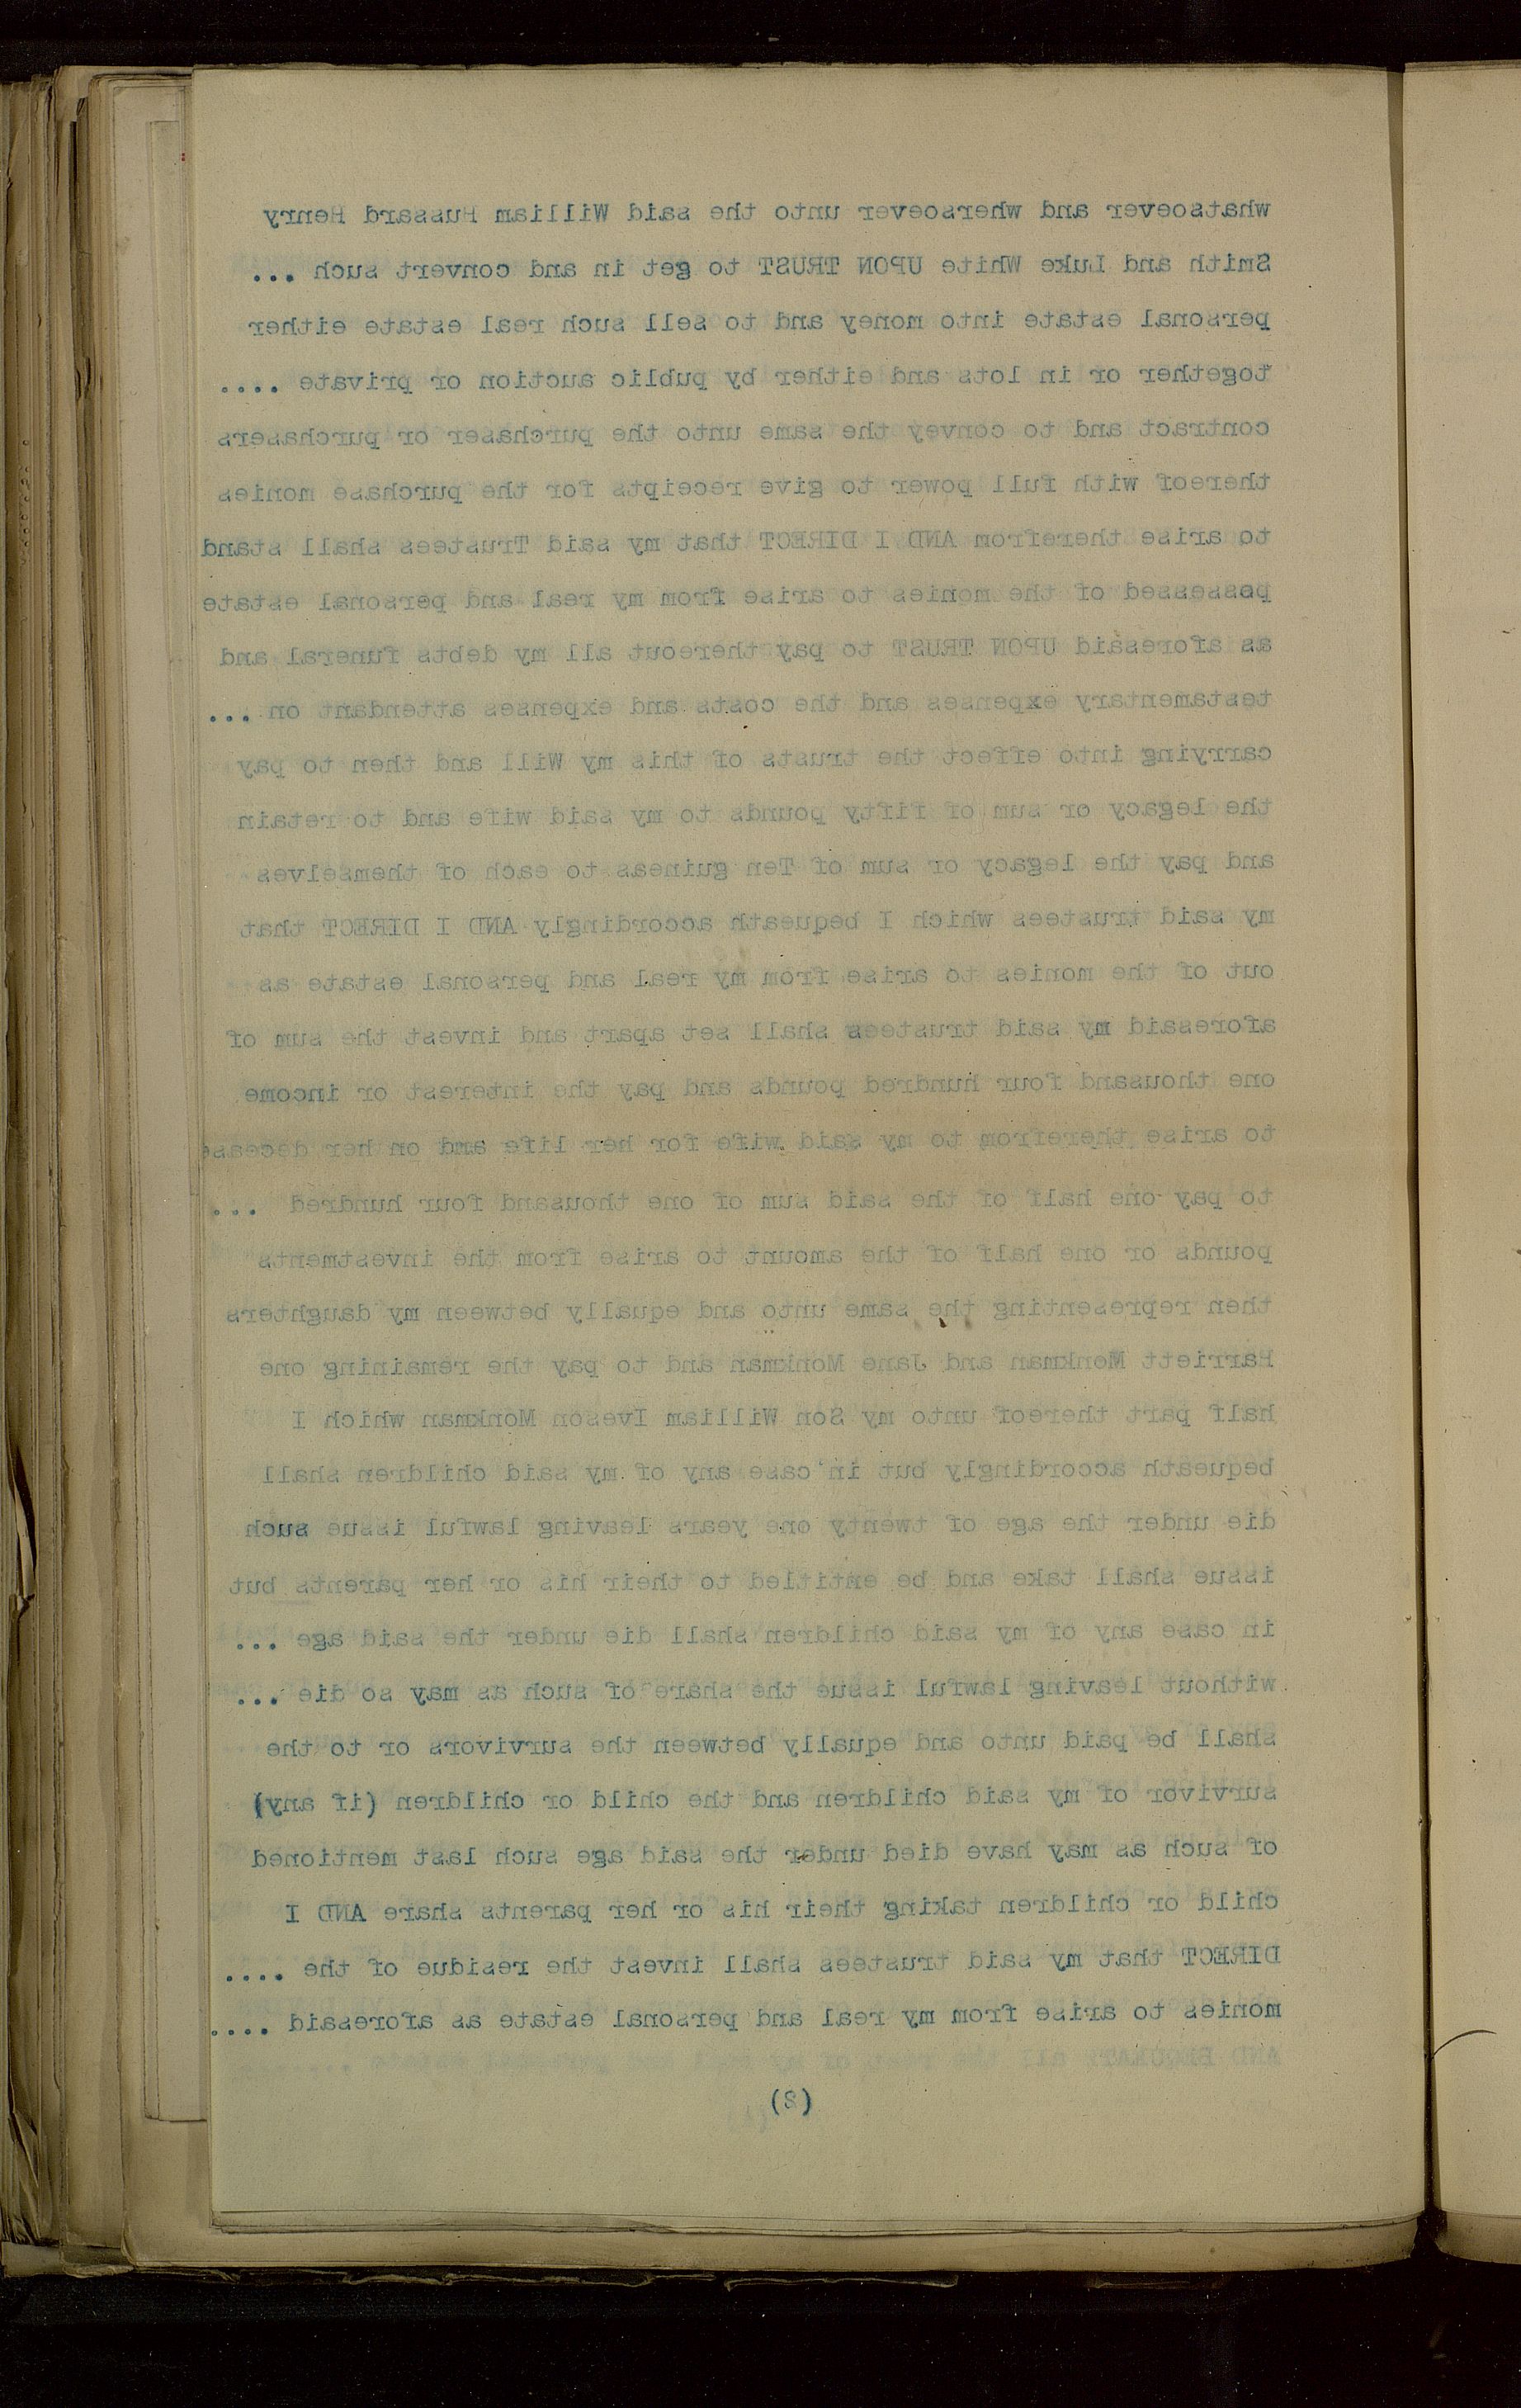 whatsoever and whersoever unto the said William Hussard Henry
Smith and Luke White UPON TRUST to get in and convert such ...
personal estate into money and to sell such real estate either
together or in lots and either by public auction or private ....
contract and to convey the same unto the purchaser or purchasers
thereof with full power to give receipts for the purchase monies
to arise therefrom AND I DIRECT that my said Trustees shall stand
possessed of the monies to arise from my real and personal estate
as aforesaid UPON TRUST to pay thereout all my debts funeral and
testamentary expenses and the costs and expenses attendant on ...
carrying into effect the trusts of this my Will and then to pay
the legacy or sum of fifty pounds to my said wife and to retain
and pay the legacy or sum of Ten guineas to each of themselves
my said trustees which I bequeath accordingly AND I DIRECT that
out of the monies to arise from my real and personal estate as
aforesaid my said trustees shall set apart and invest the sum of
one thousand four hundred pounds and pay the interest or income
to arise therefrom to my said wife for her life and on her decease
to pay one half of the said sum of one thousand four hundred ...
pounds or one half of the amount to arise from the investments
then representing the same unto and equally between my daughters
Harriett Monkman and Jane Monkman and to pay the remaining one
half part thereof unto my Son William Iveson Monkman which I
bequeath accordingly but in case any of my said children shall
die under the age of twenty one years leaving lawful issue such
issue shall take and be entitled to their his or her parents but
in case any of my said children shall die under the said age ...
without leaving lawful issue the share of such as may so die ...
shall be paid unto and equally between the survivors or to the
survivor of my said children and the child or children (if any)
of such as may have died under the said age such last mentioned
child or children taking their his or her parents share AND I
DIRECT that my said trustees shall invest the residue of the ....
monies to arise from my real and personal estate as aforesaid ....